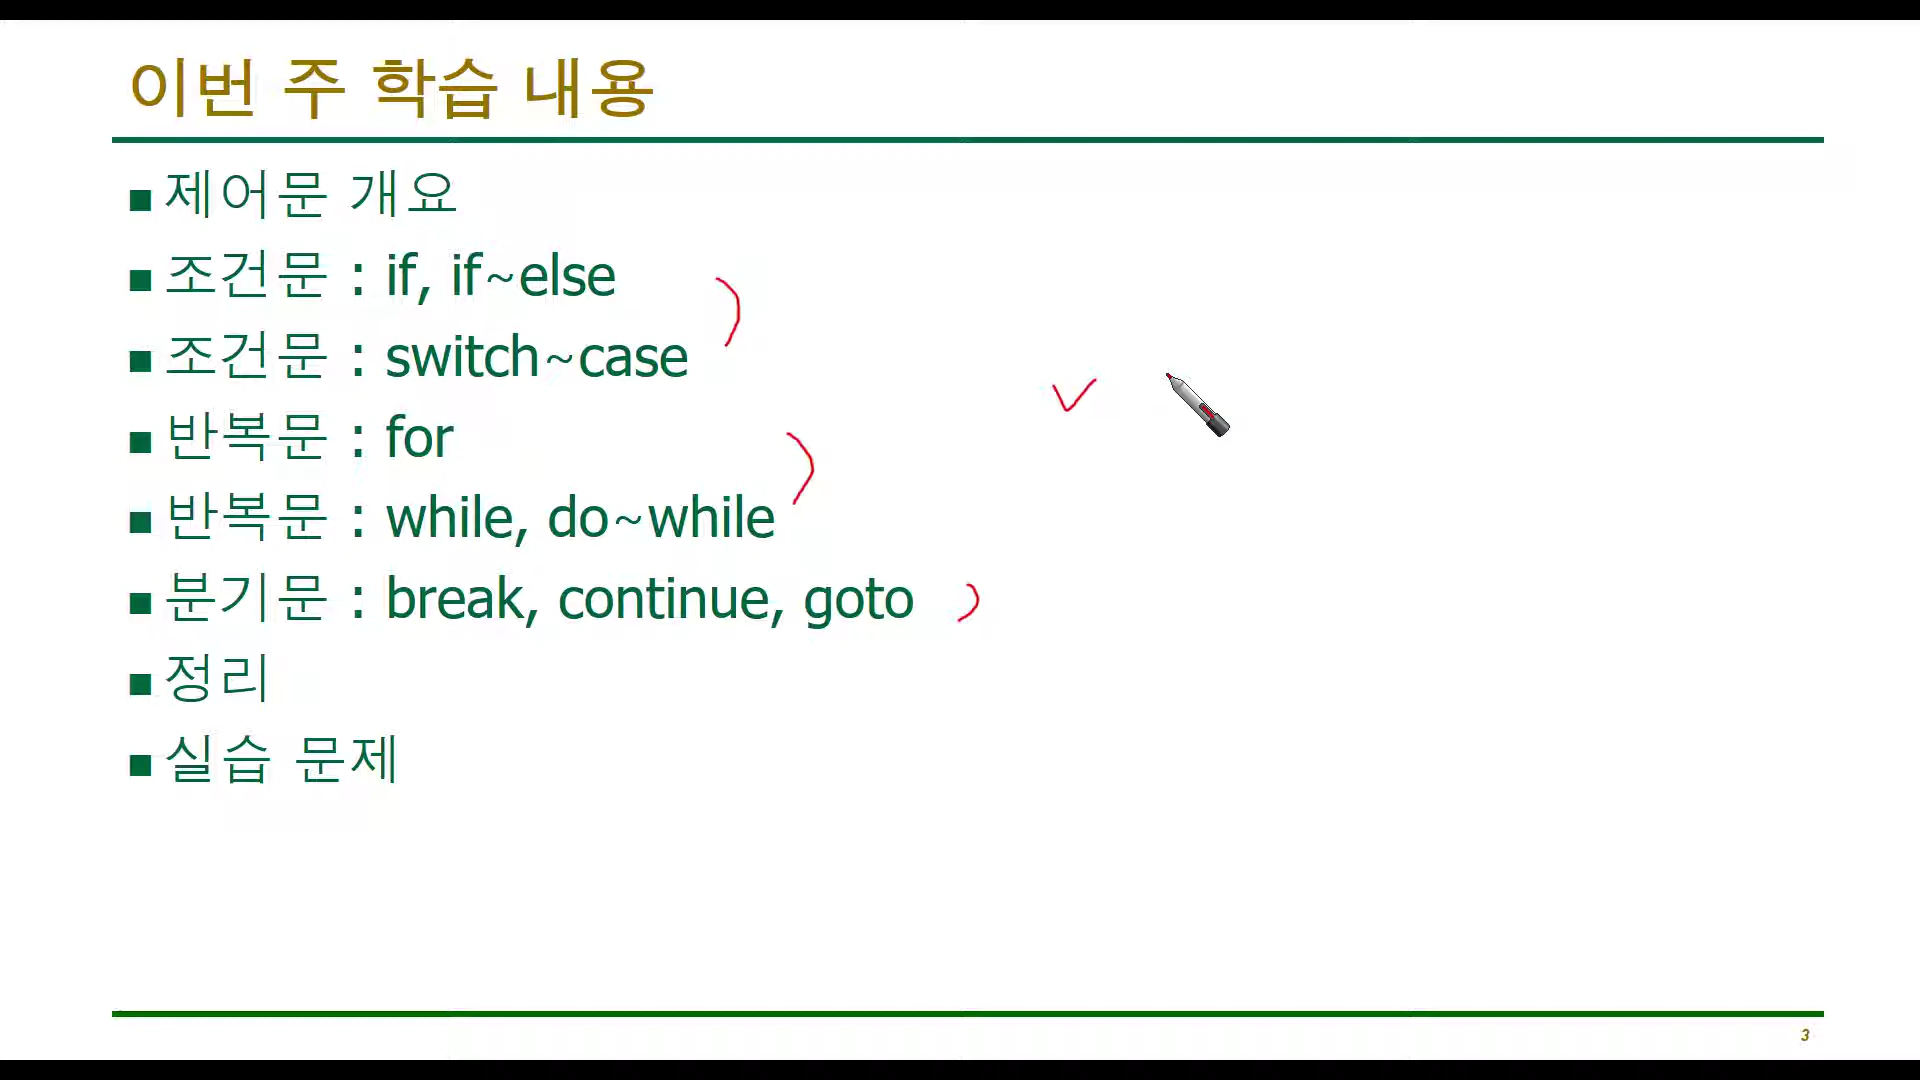 이번 주 학습 내용
■ 제어문 개요
■ 조건문 : if, if~else
■ 조건문 : switch~case
■ 반복문 : for
■ 반복문 : while, do~while
■ 분기문 : break, continue, goto
■ 정리
■ 실습 문제
3